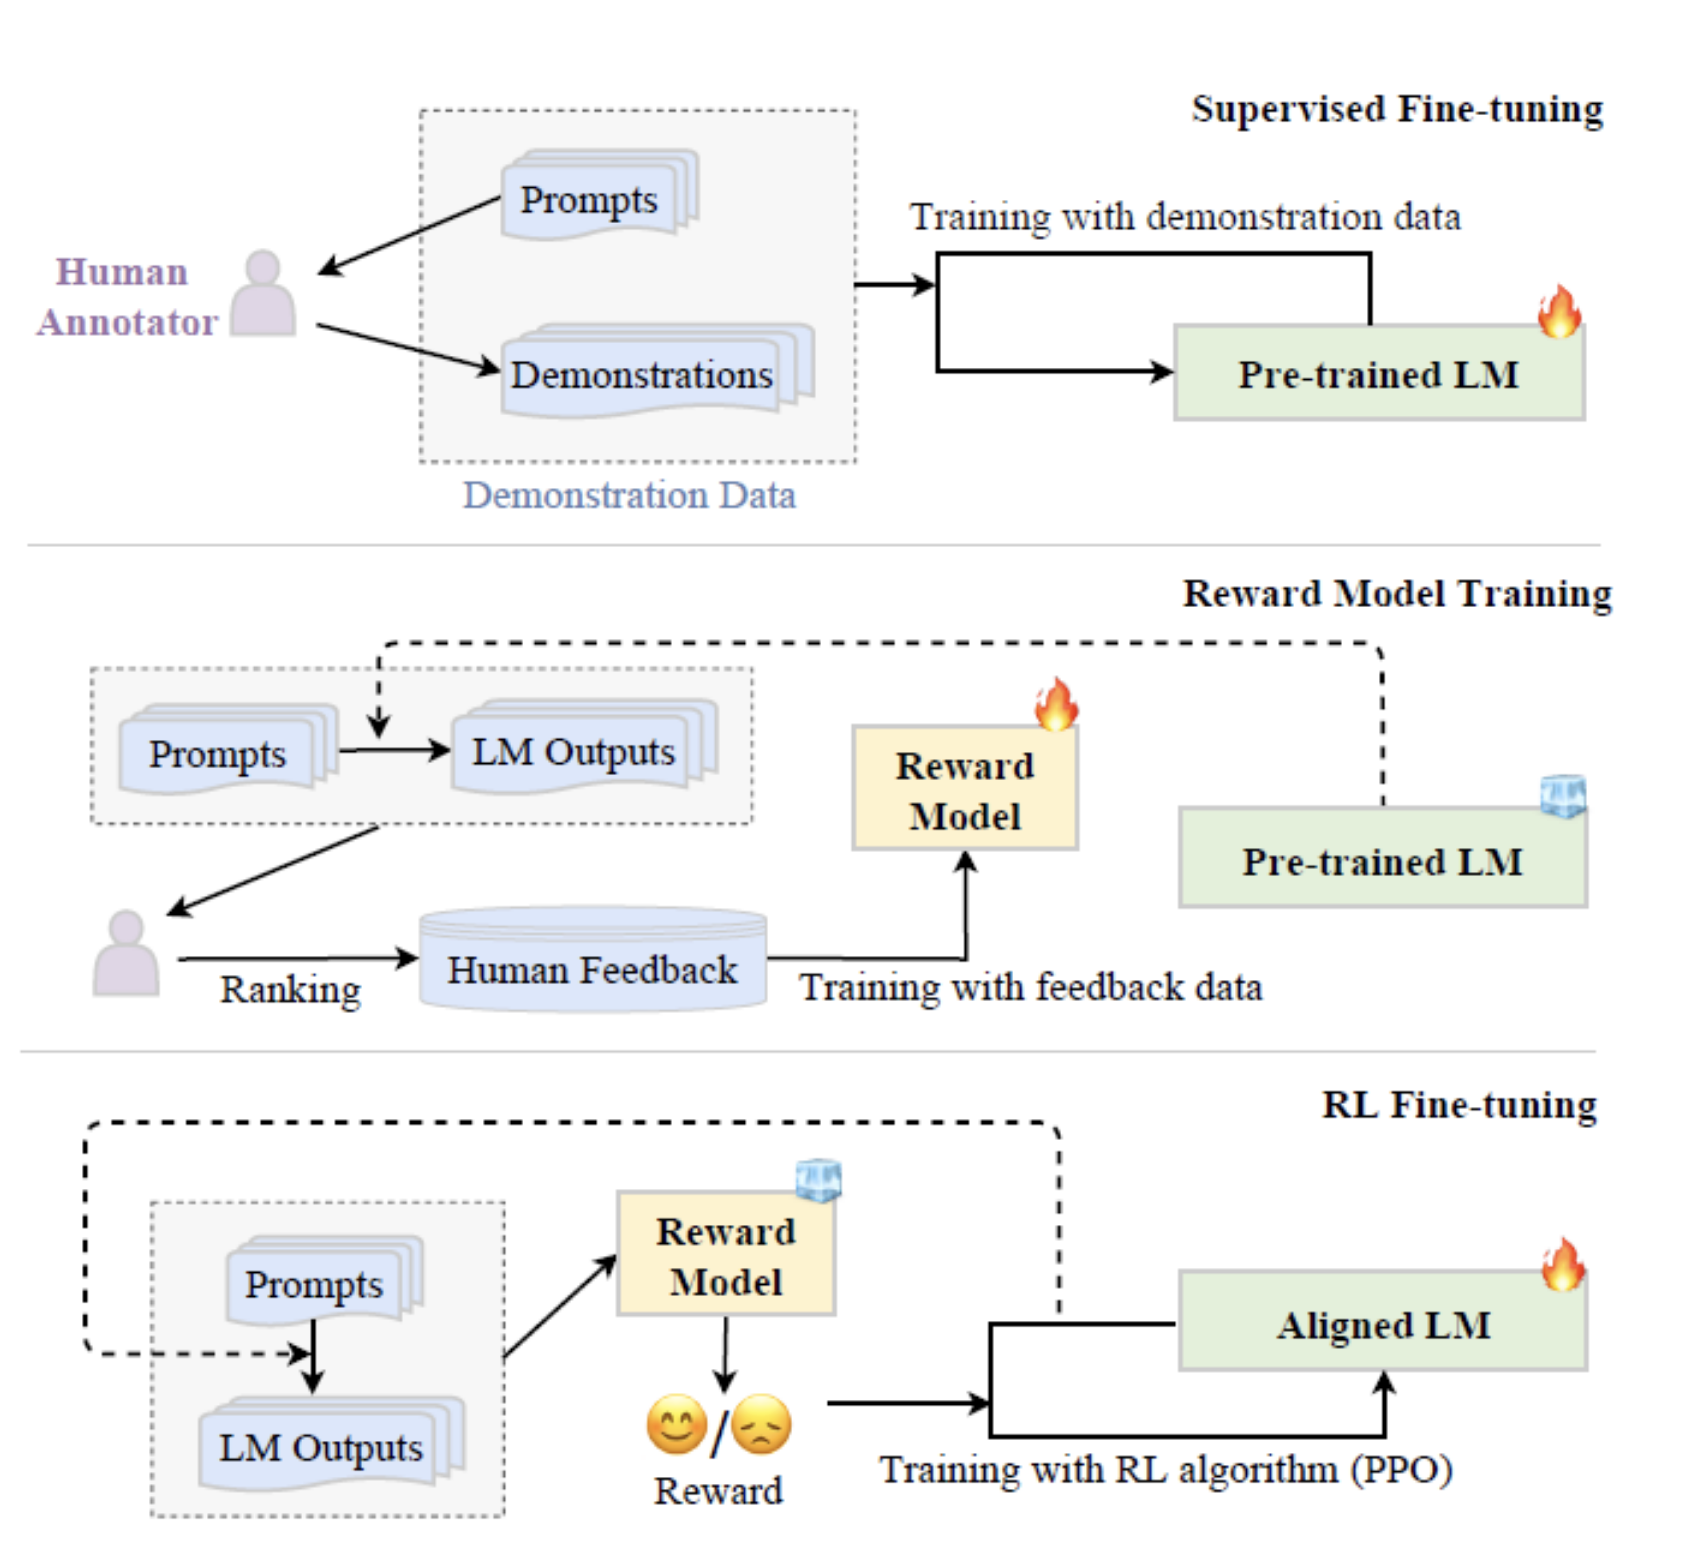 Supervised Fine-tuning
Prompts
Training with demonstration data
Human
Annotator
Demonstrations
Pre-trained LM
Demonstration Data
Reward Model Training
Prompts
LM Outputs
Reward
Model
Pre-trained LM
Ranking
Human Feedback
Training with feedback data
RL Fine-tuning
Prompts
LM Outputs
Reward
Model
/
Reward
Aligned LM
Training with RL algorithm (PPO)